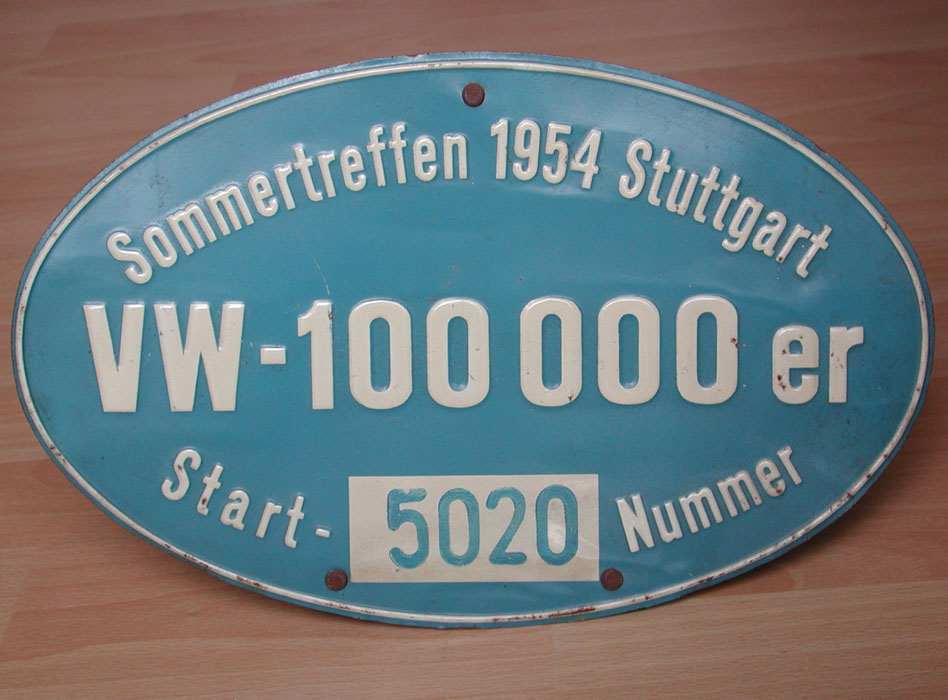 Sommertreffen 1954 Stuttgart
VW-100 000 er
Start- 5020 Nummer